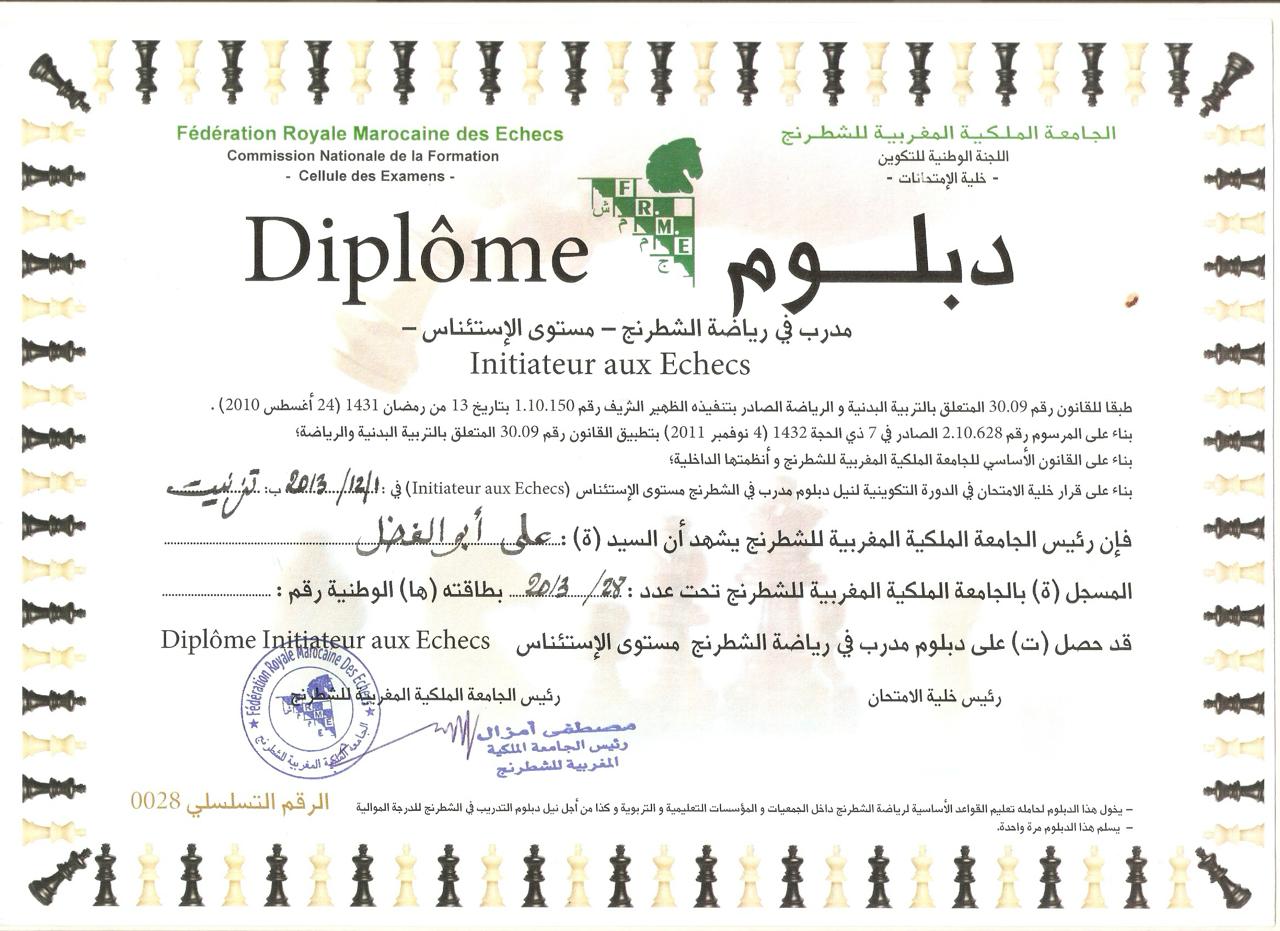 Fédération Royale Marocaine des Echecs
Commission Nationale de la Formation
- Cellule des Examens -
الجامعة الملكية المغربية للشطرنج
اللجنة الوطنية للتكوين
- خلية الإمتحانات -
F.
R.
M.
E
ش
م
م
ج
Diplôme
دبلـــوم
مدرب في رياضة الشطرنج – مستوى الإستئناس –
Initiateur aux Echecs
طبقا للقانون رقم 30.09 المتعلق بالتربية البدنية و الرياضة الصادر بتنفيذه الظهير الشريف رقم 1.10.150 بتاريخ 13 من رمضان 1431 (24 أغسطس 2010) .
بناء على المرسوم رقم 2.10.628 الصادر في 7 ذي الحجة 1432 (4 نوفمبر 2011) بتطبيق القانون رقم 30.09 المتعلق بالتربية البدنية والرياضة؛
بناء على القانون الأساسي للجامعة الملكية المغربية للشطرنج و أنظمتها الداخلية؛
بناء على قرار خلية الامتحان في الدورة التكوينية لنيل دبلوم مدرب في الشطرنج مستوى الإستئناس (Initiateur aux Echecs) في : 1/12/2013 ب: تزنيت
فإن رئيس الجامعة الملكية المغربية للشطرنج يشهد أن السيد (ة) : علي أبو الفضل
المسجل (ة) بالجامعة الملكية المغربية للشطرنج تحت عدد : 28/ 2013 بطاقته (ها) الوطنية رقم :
قد حصل (ت) على دبلوم مدرب في رياضة الشطرنج مستوى الإستئناس Diplôme Initiateur aux Echecs
رئيس خلية الامتحان
رئيس الجامعة الملكية المغربية للشطرنج
Fédération Royale Marocaine Des Echecs
الجامعة الملكية المغربية للشطرنج
مصطفى أمزال
رئيس الجامعة الملكية
المغربية للشطرنج
الرقم التسلسلي 0028
– يخول هذا الدبلوم لحامله تعليم القواعد الأساسية لرياضة الشطرنج داخل الجمعيات و المؤسسات التعليمية و التربوية و كذا من أجل نيل دبلوم التدريب في الشطرنج للدرجة الموالية
– يسلم هذا الدبلوم مرة واحدة.